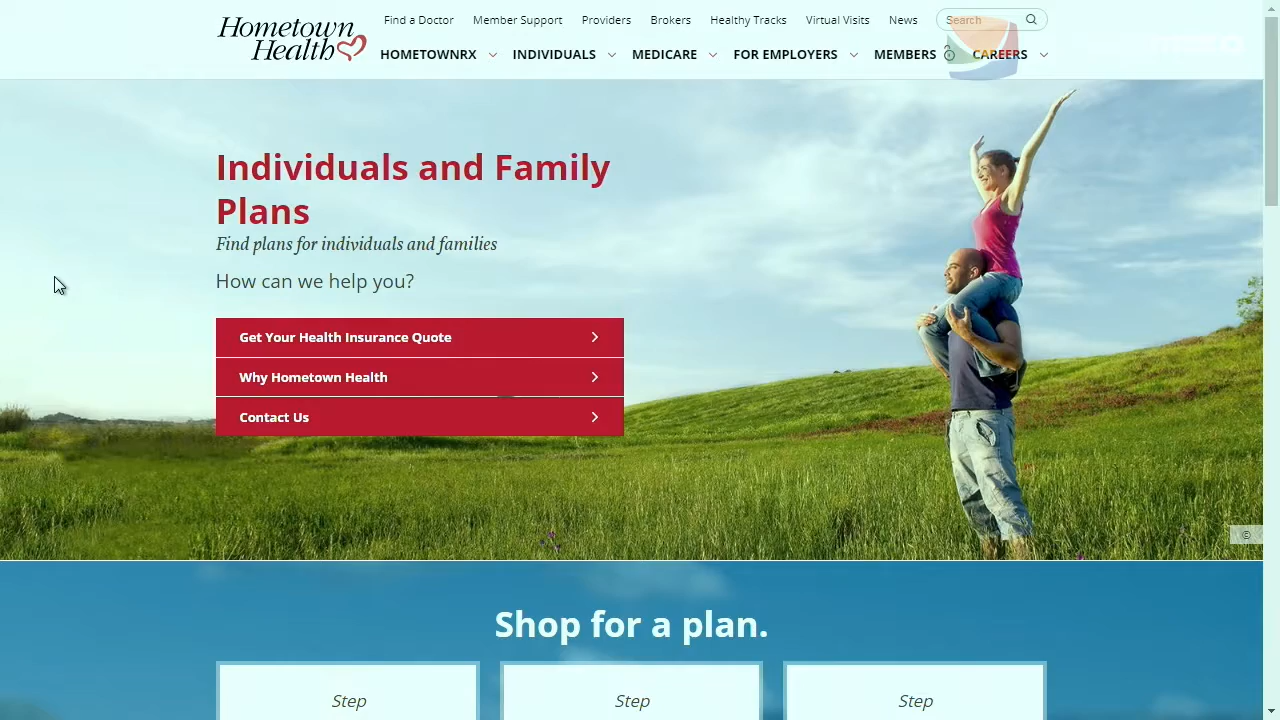 Hometown
Health
Find a Doctor Member Support Providers Brokers Healthy Tracks Virtual Visits News Search
HOMETOWNRX INDIVIDUALS MEDICARE FOR EMPLOYERS MEMBERS CAREERS
Individuals and Family
Plans
Find plans for individuals and families
How can we help you?
Get Your Health Insurance Quote
Why Hometown Health
Contact Us
©
Shop for a plan.
Step Step Step